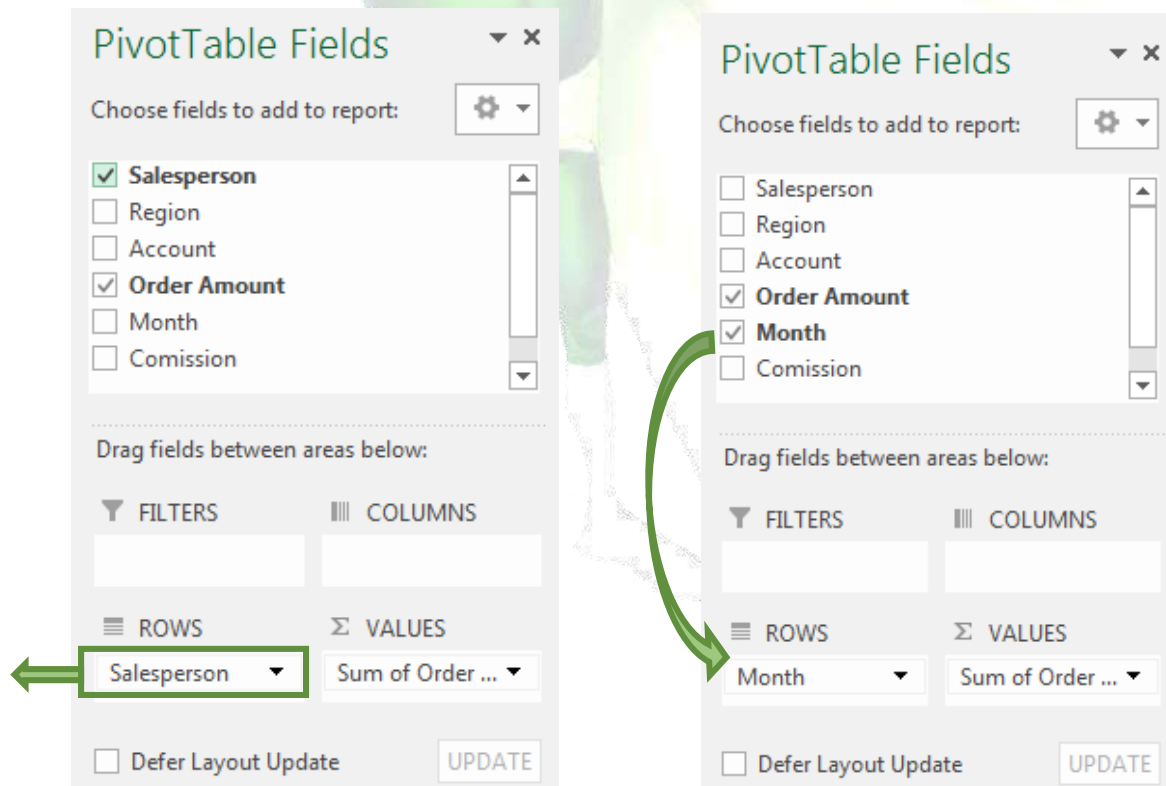 PivotTable Fields
Choose fields to add to report:
Salesperson
Region
Account
Order Amount
Month
Comission
Drag fields between areas below:
FILTERS
COLUMNS
ROWS
VALUES
Salesperson
Sum of Order ...
Defer Layout Update
UPDATE
PivotTable Fields
Choose fields to add to report:
Salesperson
Region
Account
Order Amount
Month
Comission
Drag fields between areas below:
FILTERS
COLUMNS
ROWS
Σ VALUES
Month
Sum of Order ...
Defer Layout Update
UPDATE